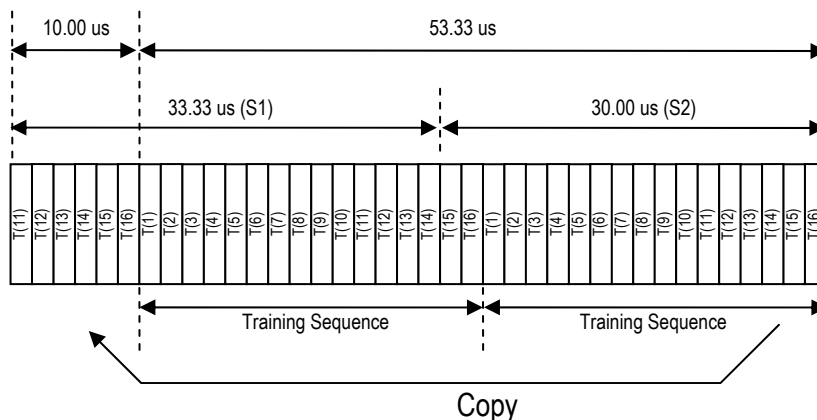 10.00 us
53.33 us
33.33 us (S1)
30.00 us (S2)
T(11)
T(12)
T(13)
T(14)
T(15)
T(16)
T(1)
T(2)
T(3)
T(4)
T(5)
T(6)
T(7)
T(8)
T(9)
T(10)
T(11)
T(12)
T(13)
T(14)
T(15)
T(16)
T(1)
T(2)
T(3)
T(4)
T(5)
T(6)
T(7)
T(8)
T(9)
T(10)
T(11)
T(12)
T(13)
T(14)
T(15)
T(16)
Training Sequence
Training Sequence
Copy